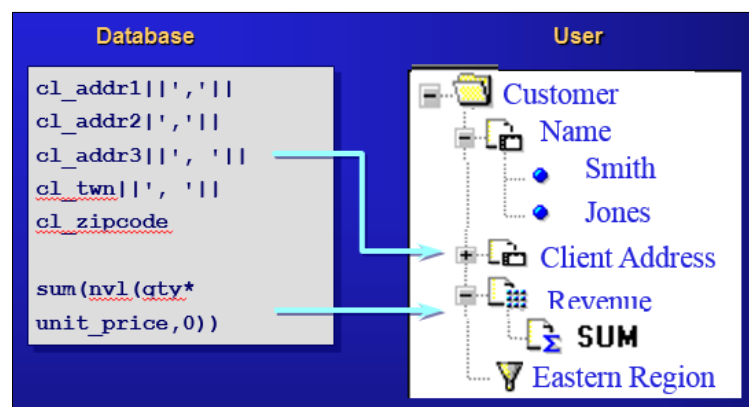 Database
User
cl_addr1||','||
cl_addr2|','||
cl_addr3||', '||
cl_twn||', '||
cl_zipcode
sum(nvl(qty*
unit_price,0))
Customer
Name
Smith
Jones
Client Address
Revenue
SUM
Eastern Region